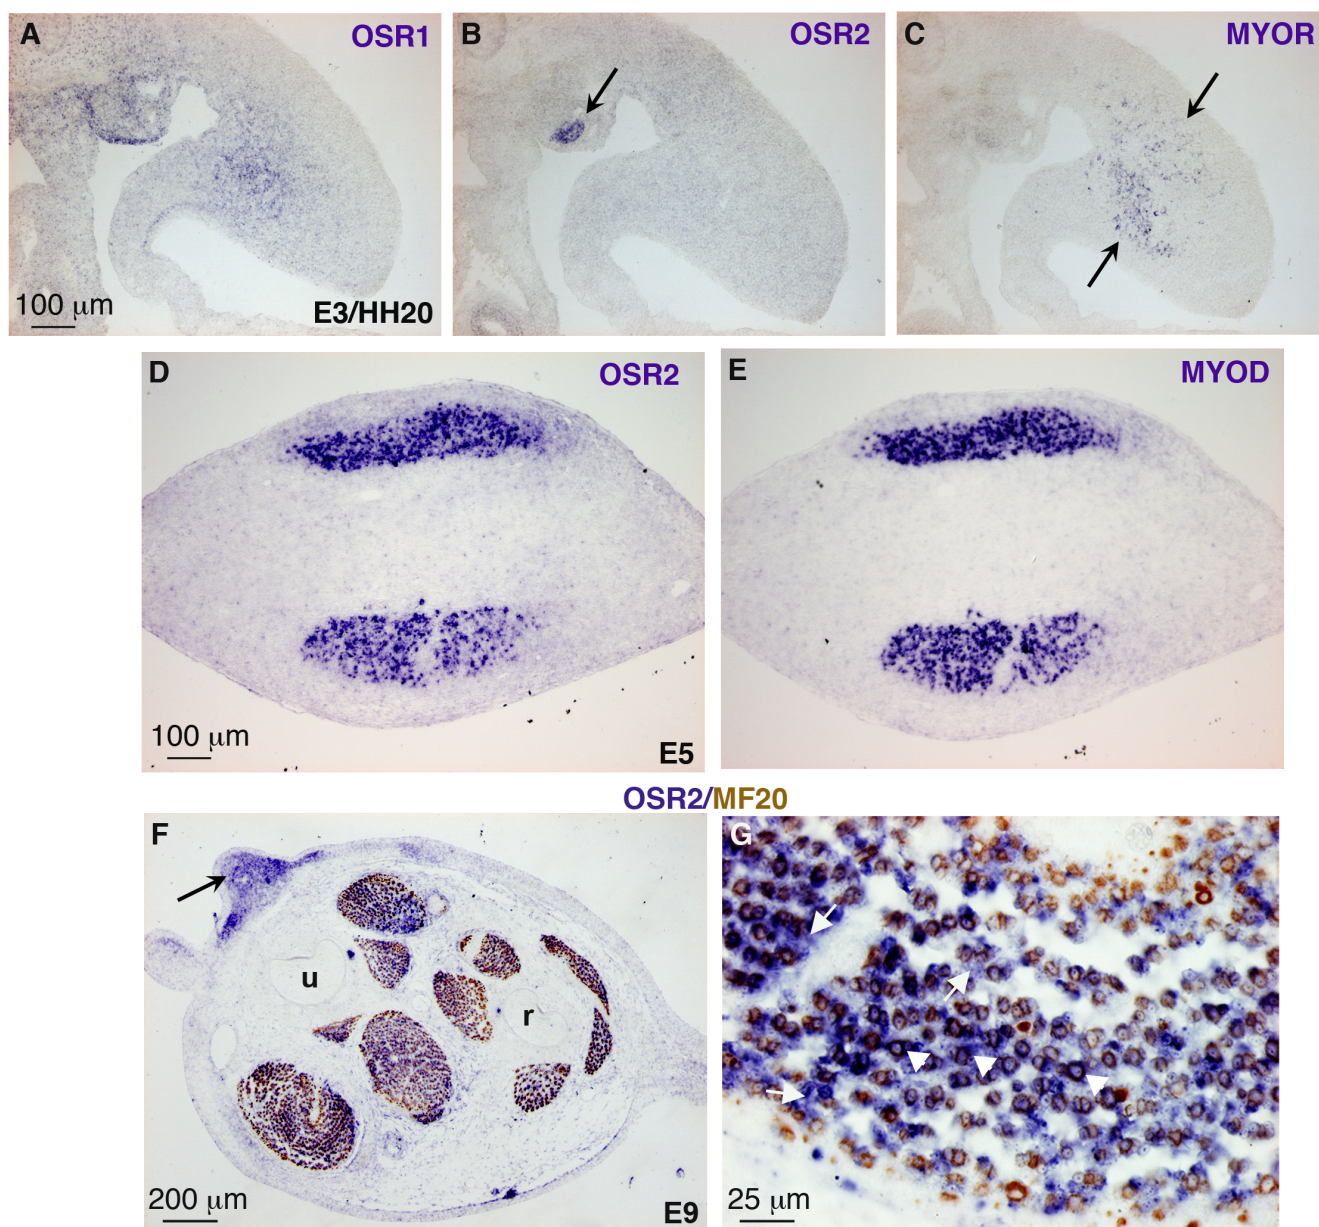 A OSR1
B OSR2
C MYOR
100 μm
E3/HH20
D OSR2
E MYOD
100 μm
E5
OSR2/MF20
F
G
u
r
200 μm
E9
25 μm